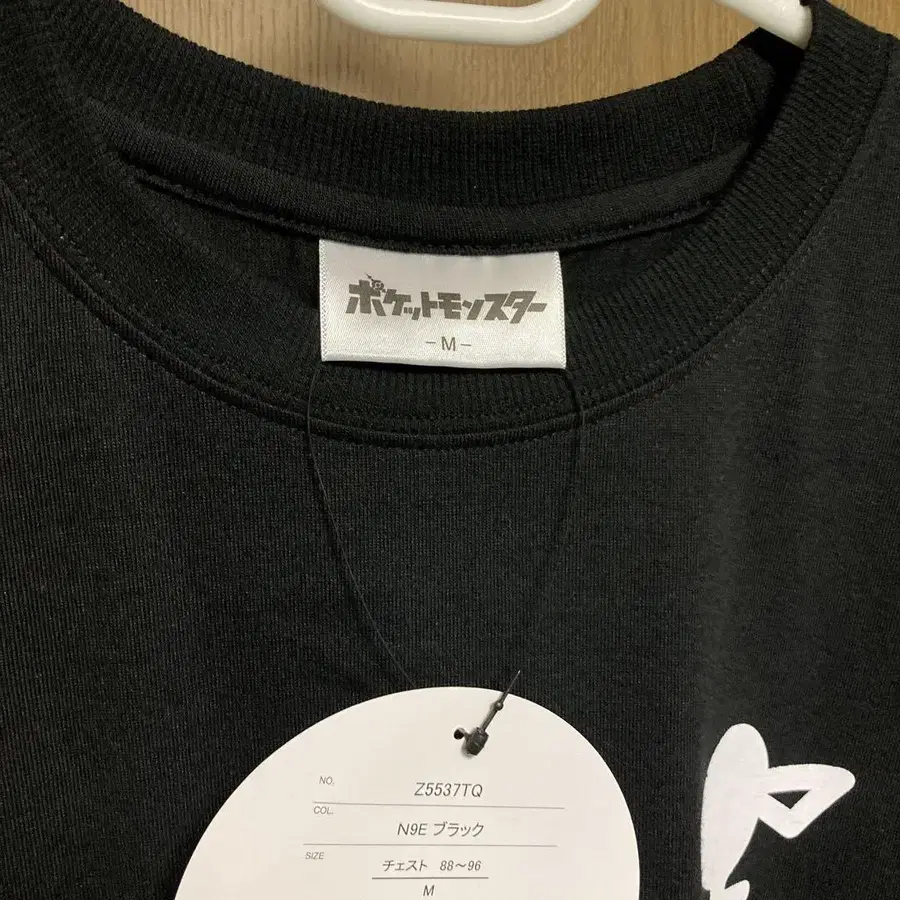 ポケットモンスター
-M-
NO. Z5537TQ
COL. N9E ブラック
SIZE チェスト 88～96
M